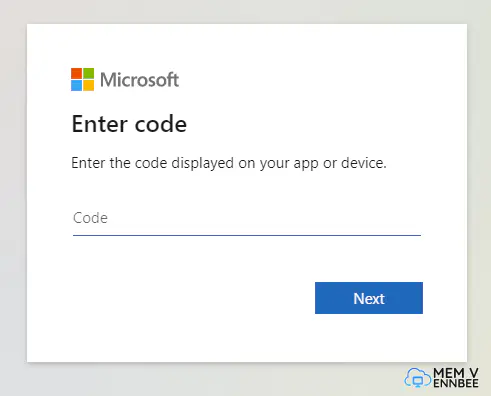 Microsoft
Enter code
Enter the code displayed on your app or device.
Code
Next
MEM V
ENNBEE